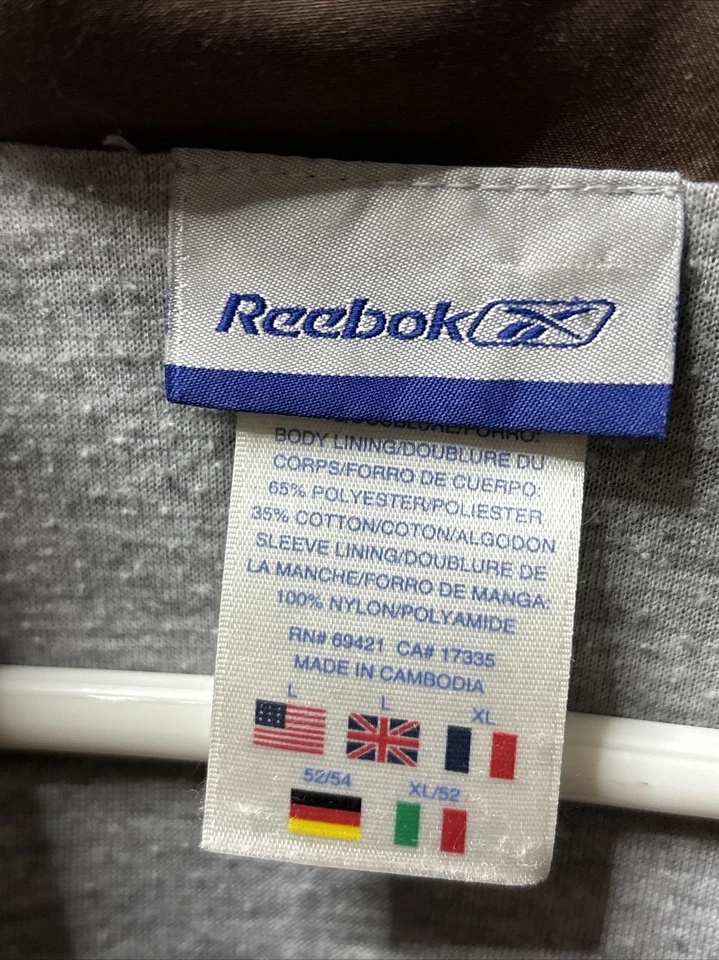 Reebok
DOUBLURE/FORRO:
BODY LINING/DOUBLURE DU
CORPS/FORRO DE CUERPO:
65% POLYESTER/POLIESTER
35% COTTON/COTON/ALGODON
SLEEVE LINING/DOUBLURE DE
LA MANCHE/FORRO DE MANGA:
100% NYLON/POLYAMIDE
RN# 69421 CA# 17335
MADE IN CAMBODIA
L L XL
52/54 XL/52